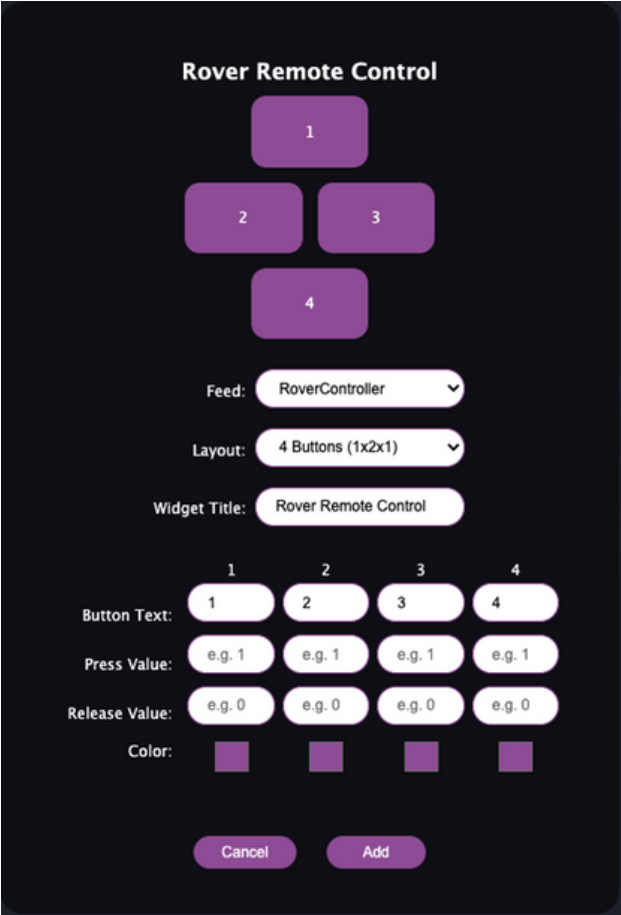 Rover Remote Control
1
2 3
4
Feed: RoverController
Layout: 4 Buttons (1x2x1)
Widget Title: Rover Remote Control
1 2 3 4
Button Text: 1 2 3 4
Press Value: e.g. 1 e.g. 1 e.g. 1 e.g. 1
Release Value: e.g. 0 e.g. 0 e.g. 0 e.g. 0
Color:
Cancel Add